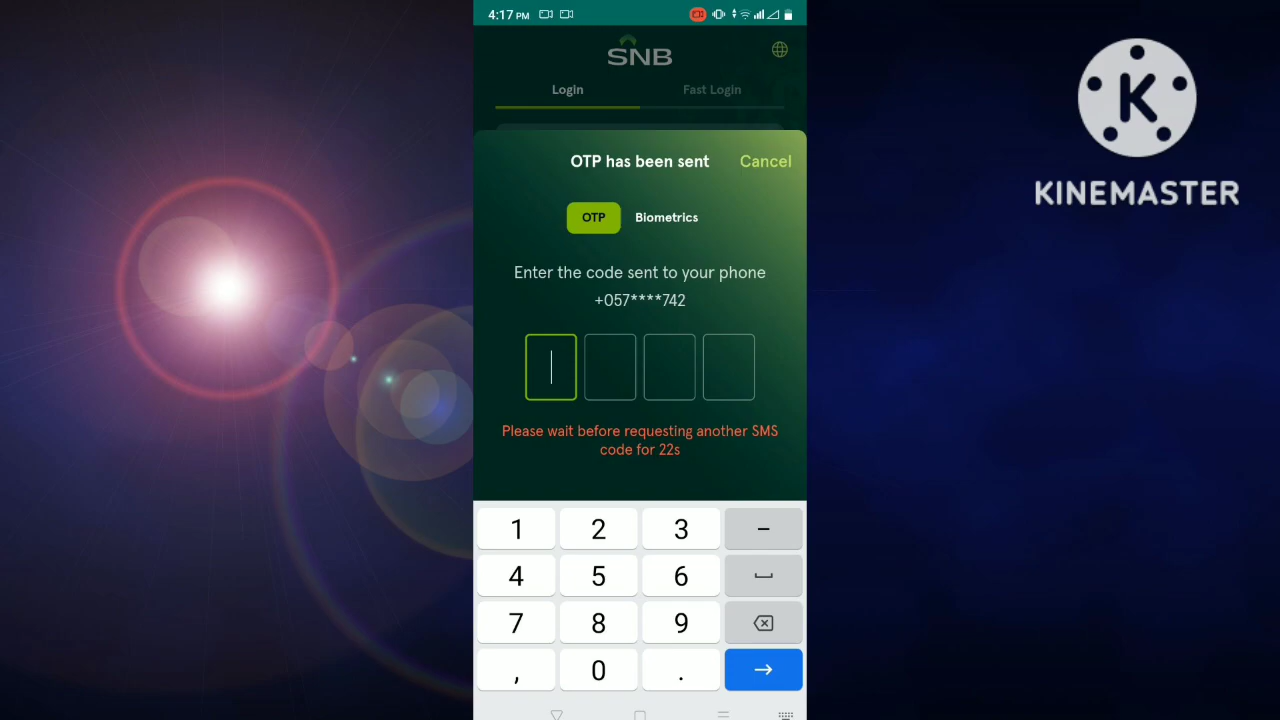 4:17 PM
SNB
Login
Fast Login
OTP has been sent
Cancel
OTP
Biometrics
Enter the code sent to your phone
+057****742
Please wait before requesting another SMS
code for 22s
1 2 3 –
4 5 6
7 8 9
, 0 .
K
KINEMASTER